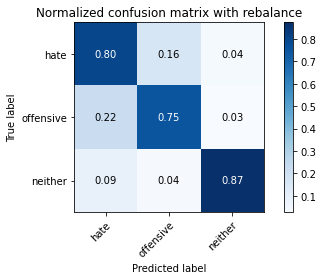 Normalized confusion matrix with rebalance
True label
hate 0.80 0.16 0.04
offensive 0.22 0.75 0.03
neither 0.09 0.04 0.87
hate offensive neither
Predicted label
0.8
0.7
0.6
0.5
0.4
0.3
0.2
0.1